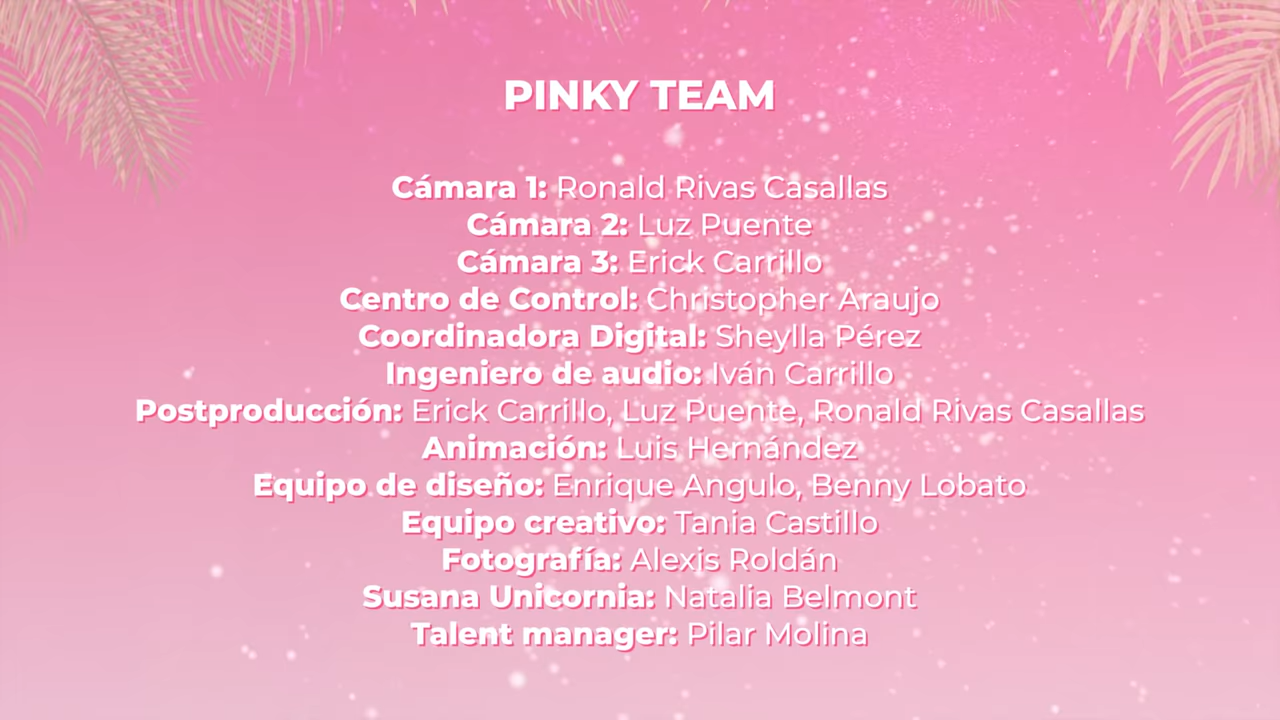 PINKY TEAM
Cámara 1: Ronald Rivas Casallas
Cámara 2: Luz Puente
Cámara 3: Erick Carrillo
Centro de Control: Christopher Araujo
Coordinadora Digital: Sheylla Pérez
Ingeniero de audio: Iván Carrillo
Postproducción: Erick Carrillo, Luz Puente, Ronald Rivas Casallas
Animación: Luis Hernández
Equipo de diseño: Enrique Angulo, Benny Lobato
Equipo creativo: Tania Castillo
Fotografía: Alexis Roldán
Susana Unicornia: Natalia Belmont
Talent manager: Pilar Molina